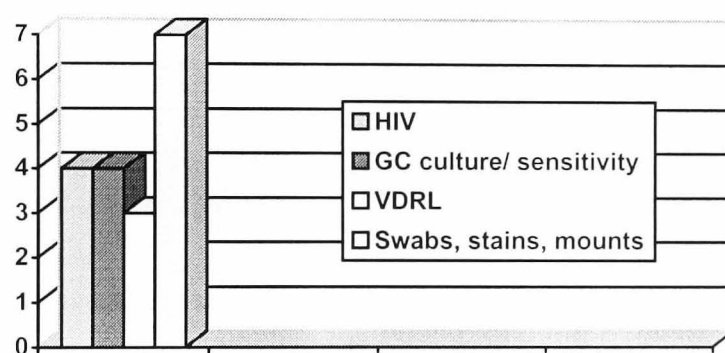 7
6
5
4
3
2
1
0
HIV
GC culture/ sensitivity
VDRL
Swabs, stains, mounts